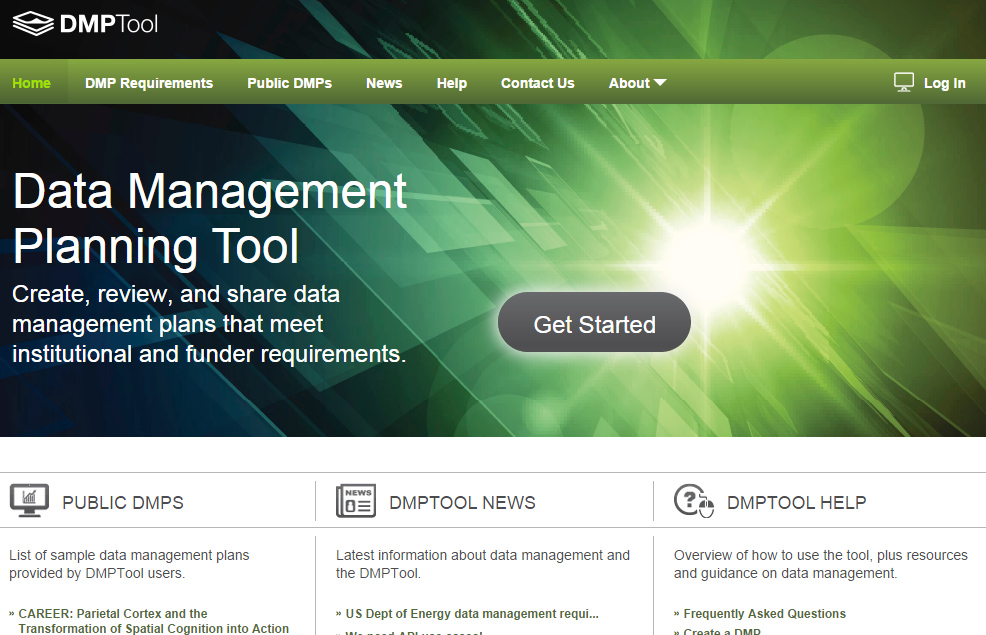 DMPTool
Home DMP Requirements Public DMPs News Help Contact Us About Log In
Data Management
Planning Tool
Create, review, and share data
management plans that meet
institutional and funder requirements.
Get Started
PUBLIC DMPS
List of sample data management plans
provided by DMPTool users.
» CAREER: Parietal Cortex and the
Transformation of Spatial Cognition into Action
NEWS
DMPTOOL NEWS
Latest information about data management and
the DMPTool.
» US Dept of Energy data management requi...
» We need API use cases!
DMPTOOL HELP
Overview of how to use the tool, plus resources
and guidance on data management.
» Frequently Asked Questions
» Create a DMP